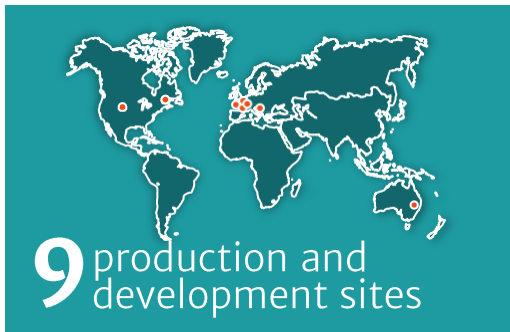 9 production and
development sites